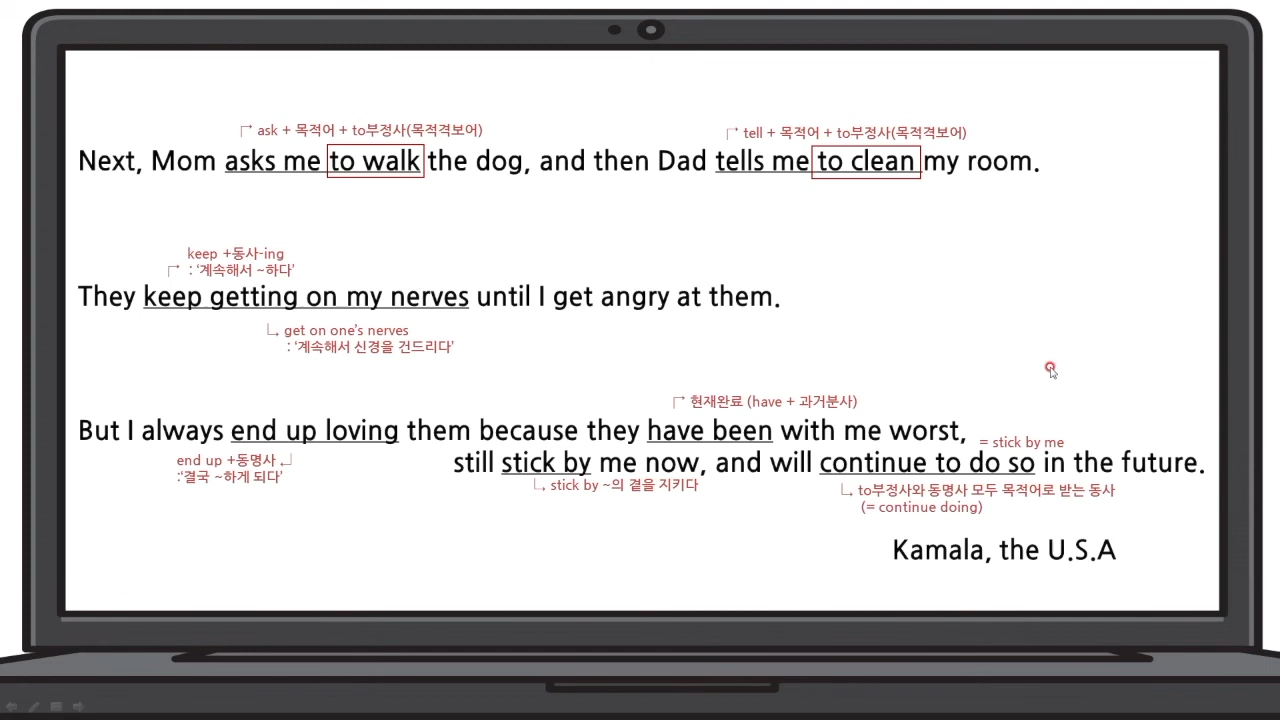 ask + 목적어 + to부정사(목적격보어)
tell + 목적어 + to부정사(목적격보어)
Next, Mom asks me to walk the dog, and then Dad tells me to clean my room.
keep +동사-ing
: ‘계속해서 ~하다’
They keep getting on my nerves until I get angry at them.
get on one’s nerves
: ‘계속해서 신경을 건드리다’
현재완료 (have + 과거분사)
But I always end up loving them because they have been with me worst,
= stick by me
end up +동명사
:‘결국 ~하게 되다’
still stick by me now, and will continue to do so in the future.
stick by ~의 곁을 지키다
to부정사와 동명사 모두 목적어로 받는 동사
(= continue doing)
Kamala, the U.S.A